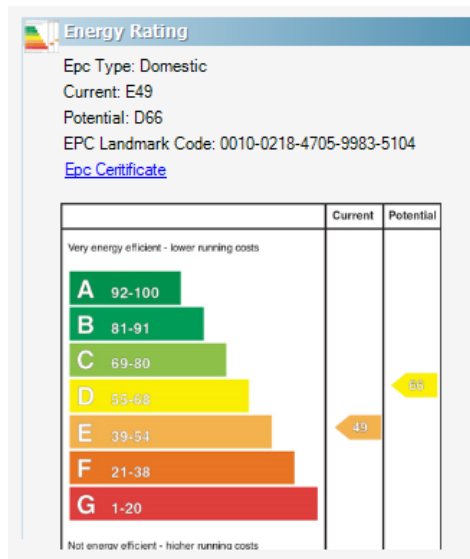 Energy Rating
Epc Type: Domestic
Current: E49
Potential: D66
EPC Landmark Code: 0010-0218-4705-9983-5104
Epc Ceritificate
Current Potential
Very energy efficient - lower running costs
A 92-100
B 81-91
C 69-80
D 55-68
66
E 39-54
49
F 21-38
G 1-20
Not energy efficient - higher running costs